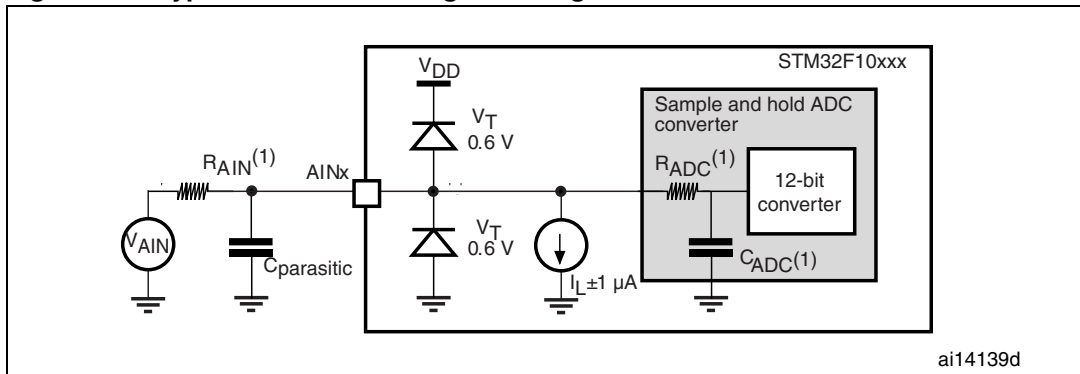 STM32F10xxx
VDD
Sample and hold ADC
converter
VT
0.6 V
RAIN(1)
AINx
RADC(1)
12-bit
converter
VAIN
Cparasitic
VT
0.6 V
IL±1 µA
CADC(1)
ai14139d